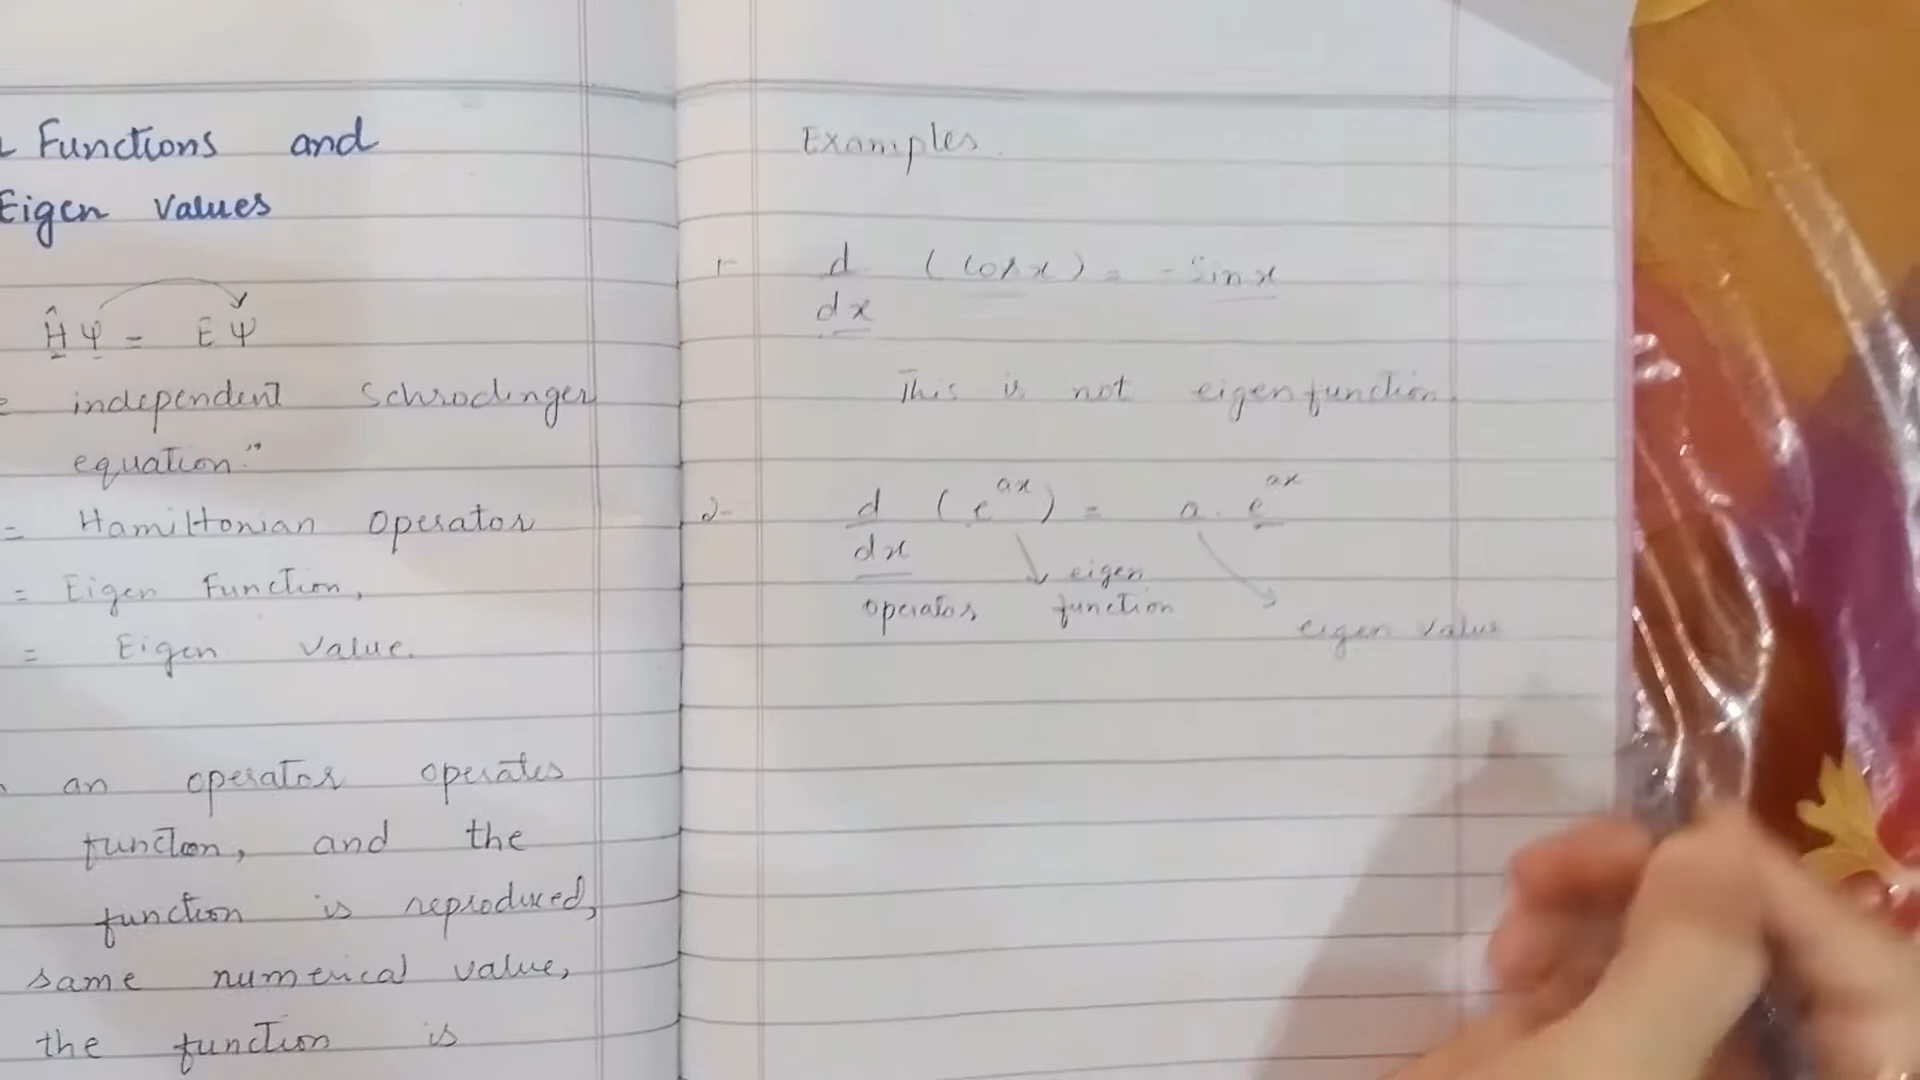 Functions and
Eigen Values
Ĥψ = Eψ
independent Schrodinger
equation."
= Hamiltonian Operator
= Eigen Function,
= Eigen Value.
an operator operates
function, and the
function is reproduced,
same numerical value,
the function is
Examples.
1- d/dx (cos x) = - Sin x
This is not eigenfunction.
2- d/dx (e^ax) = a . e^ax
eigen
operator function
eigen value